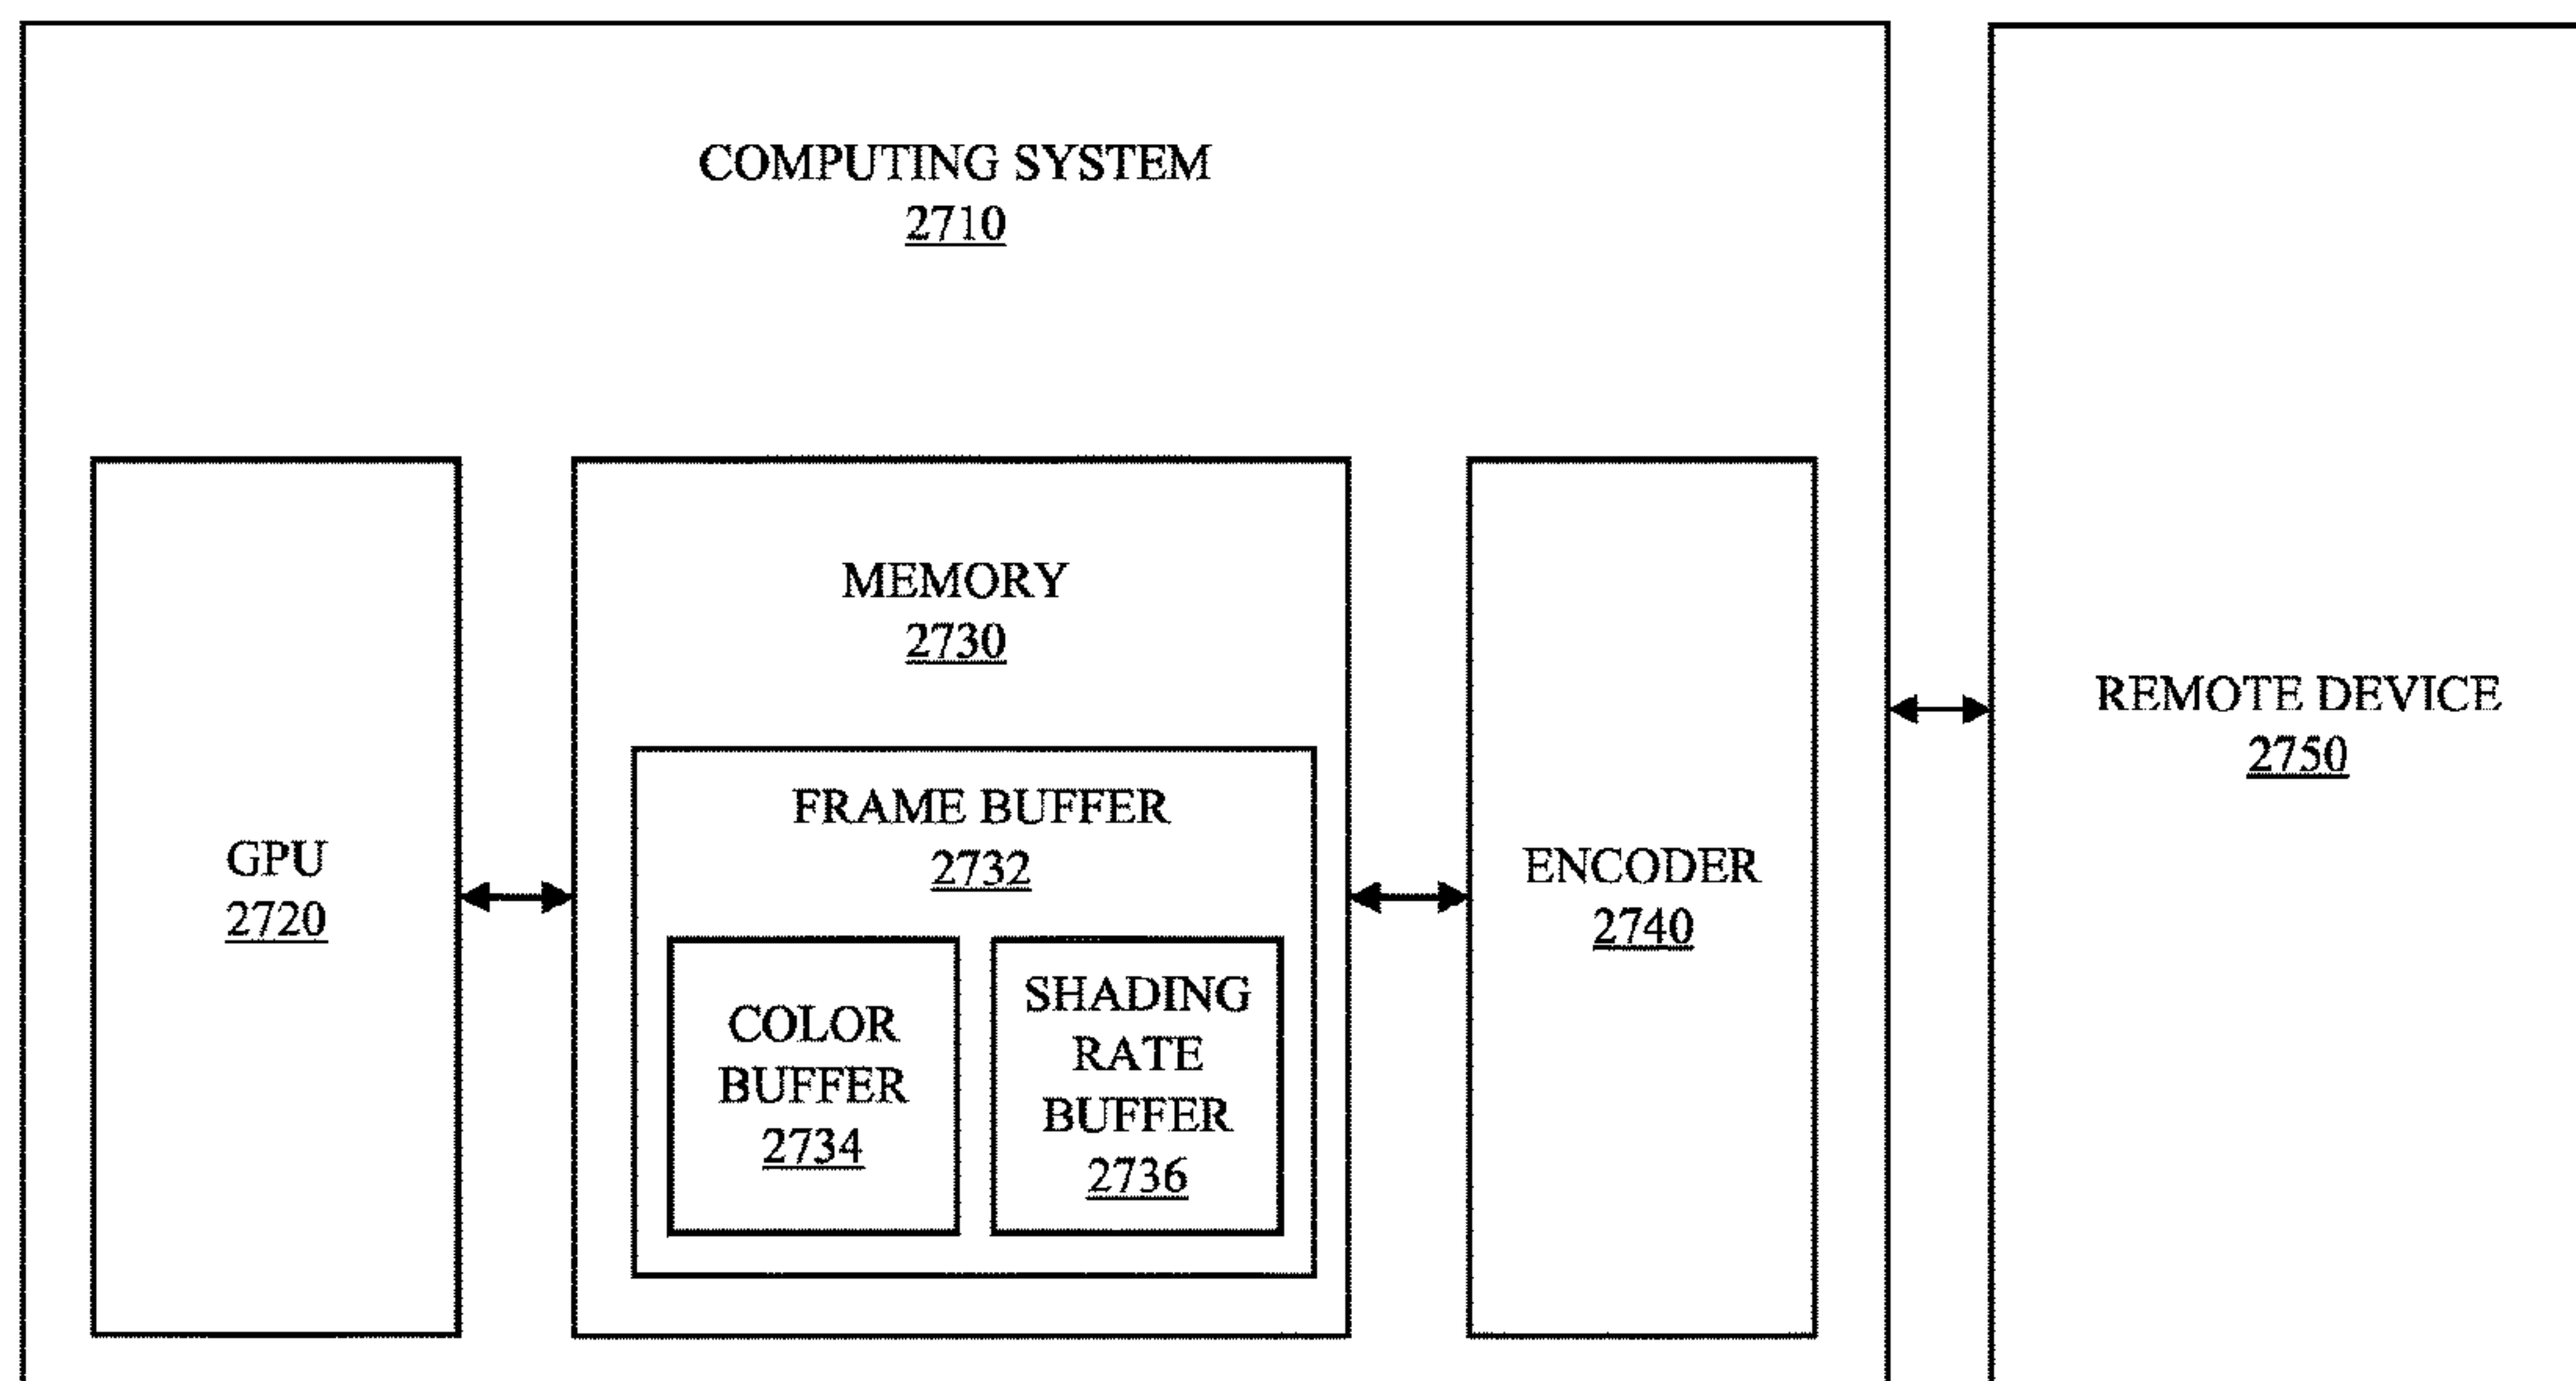 COMPUTING SYSTEM
2710
MEMORY
2730
FRAME BUFFER
2732
GPU
2720
COLOR
BUFFER
2734
SHADING
RATE
BUFFER
2736
ENCODER
2740
REMOTE DEVICE
2750